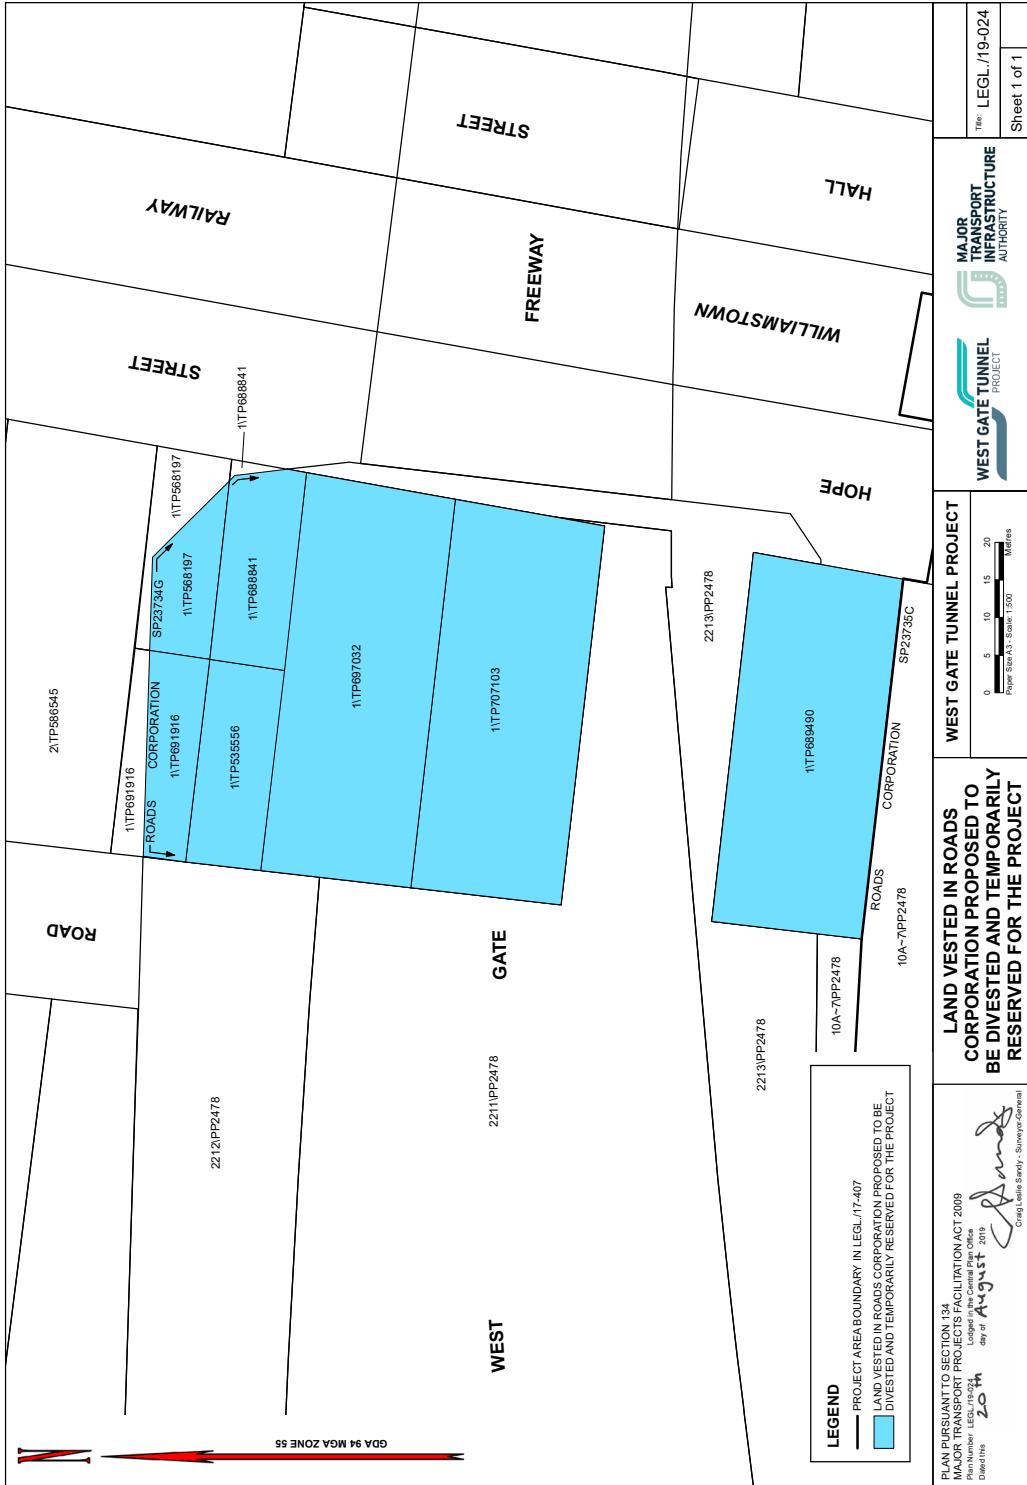 N
GDA 94 MGA ZONE 55
ROAD
STREET
RAILWAY
STREET
FREEWAY
WEST
GATE
HOPE
WILLIAMSTOWN
HALL
2\TP586545
1\TP691916
1\TP568197
1\TP688841
SP23734G
ROADS
CORPORATION
1\TP691916
1\TP568197
1\TP535556
1\TP688841
1\TP697032
1\TP707103
2212\PP2478
2211\PP2478
2213\PP2478
2213\PP2478
1\TP689490
10A~7\PP2478
10A~7\PP2478
ROADS
CORPORATION
SP23735C
LEGEND
PROJECT AREA BOUNDARY IN LEGL./17-407
LAND VESTED IN ROADS CORPORATION PROPOSED TO BE
DIVESTED AND TEMPORARILY RESERVED FOR THE PROJECT
PLAN PURSUANT TO SECTION 134
MAJOR TRANSPORT PROJECTS FACILITATION ACT 2009
Plan Number LEGL./19-024 Lodged in the Central Plan Office
Dated this 20th day of August 2019
Craig Leslie Sandy - Surveyor-General
LAND VESTED IN ROADS
CORPORATION PROPOSED TO
BE DIVESTED AND TEMPORARILY
RESERVED FOR THE PROJECT
WEST GATE TUNNEL PROJECT
0 5 10 15 20
Metres
Paper Size A3 - Scale: 1:500
WEST GATE TUNNEL
PROJECT
MAJOR
TRANSPORT
INFRASTRUCTURE
AUTHORITY
Title: LEGL./19-024
Sheet 1 of 1